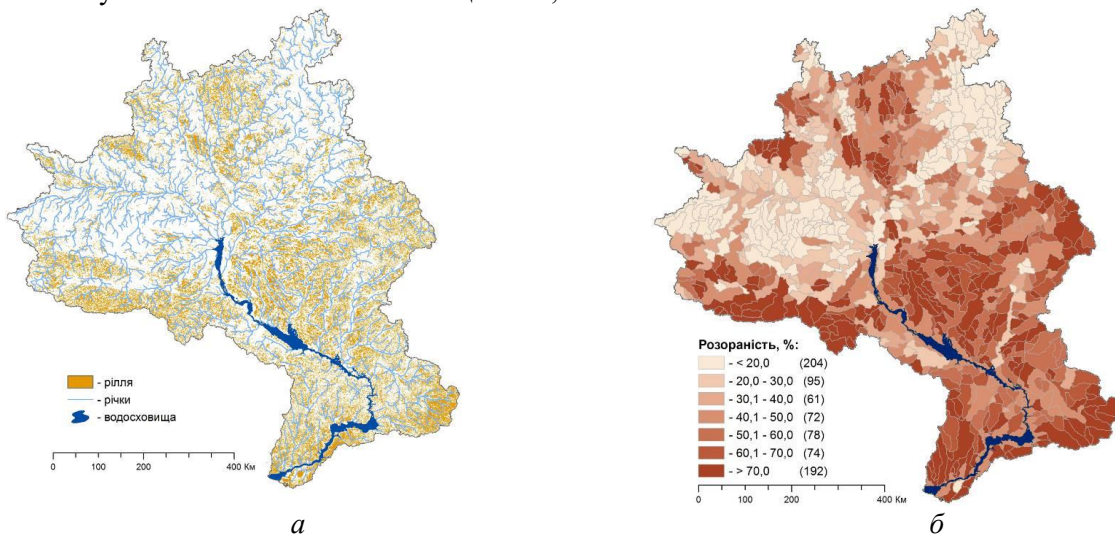 - рілля
- річки
- водосховища
0 100 200 400 Км
а
Розораність, %:
- < 20,0 (204)
- 20,0 - 30,0 (95)
- 30,1 - 40,0 (61)
- 40,1 - 50,0 (72)
- 50,1 - 60,0 (78)
- 60,1 - 70,0 (74)
- > 70,0 (192)
0 100 200 400 Км
б